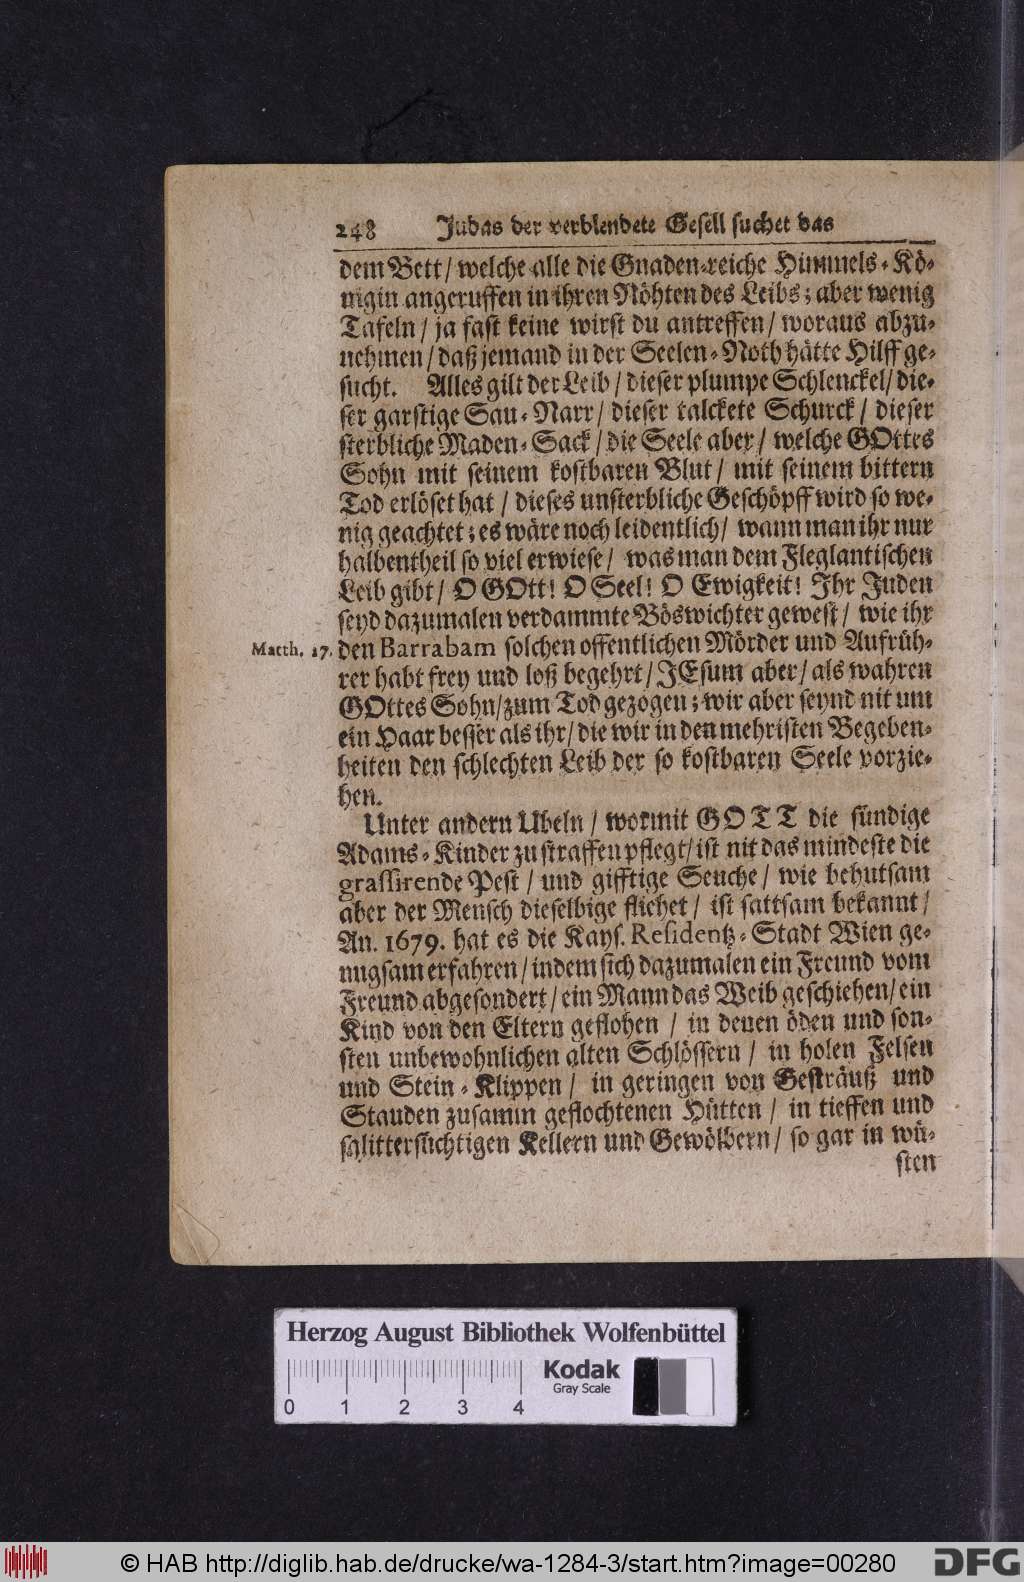 248 Judas der verblendete Gesell suchet das
dem Bett / welche alle die Gnaden-reiche Himmels-Kö-
nigin angeruffen in ihren Nöhten des Leibs; aber wenig
Tafeln / ja fast keine wirst du antreffen / woraus abzu-
nehmen / daß jemand in der Seelen-Noth hätte Hilff ge-
sucht. Alles gilt der Leib / dieser plumpe Schlenckel / die-
ser garstige Sau-Narr / dieser talckete Schurck / dieser
sterbliche Maden-Sack / die Seele aber / welche GOttes
Sohn mit seinem kostbaren Blut / mit seinem bittern
Tod erlöset hat / dieses unsterbliche Geschöpff wird so we-
nig geachtet; es wäre noch leidentlich / wann man ihr nur
halbentheil so viel erwiese / was man dem Fleglantischen
Leib gibt / O GOtt! O Seel! O Ewigkeit! Ihr Juden
seyd dazumalen verdammte Böswichter gewest / wie ihr
Matth. 27. den Barrabam solchen offentlichen Mörder und Aufrüh-
rer habt frey und loß begehrt / JEsum aber / als wahren
GOttes Sohn / zum Tod gezogen; wir aber seynd nit um
ein Haar besser als ihr / die wir in den mehristen Begeben-
heiten den schlechten Leib der so kostbaren Seele vorzie-
hen.
Unter andern Ubeln / wormit GOTT die sündige
Adams-Kinder zu straffen pflegt / ist nit das mindeste die
grassirende Pest / und gifftige Seuche / wie behutsam
aber der Mensch dieselbige fliehet / ist sattsam bekannt /
An. 1679. hat es die Kays. Residentz-Stadt Wien ge-
nugsam erfahren / indem sich dazumalen ein Freund vom
Freund abgesondert / ein Mann das Weib geschiehen / ein
Kind von den Eltern geflohen / in denen öden und son-
sten unbewohnlichen alten Schlössern / in holen Felsen
und Stein-Klippen / in geringen von Gesträuß und
Stauden zusamm geflochtenen Hütten / in tieffen und
schlittersüchtigen Kellern und Gewölbern / so gar in wü-
sten
Herzog August Bibliothek Wolfenbüttel
Kodak
Gray Scale
0 1 2 3 4
© HAB http://diglib.hab.de/drucke/wa-1284-3/start.htm?image=00280
DFG